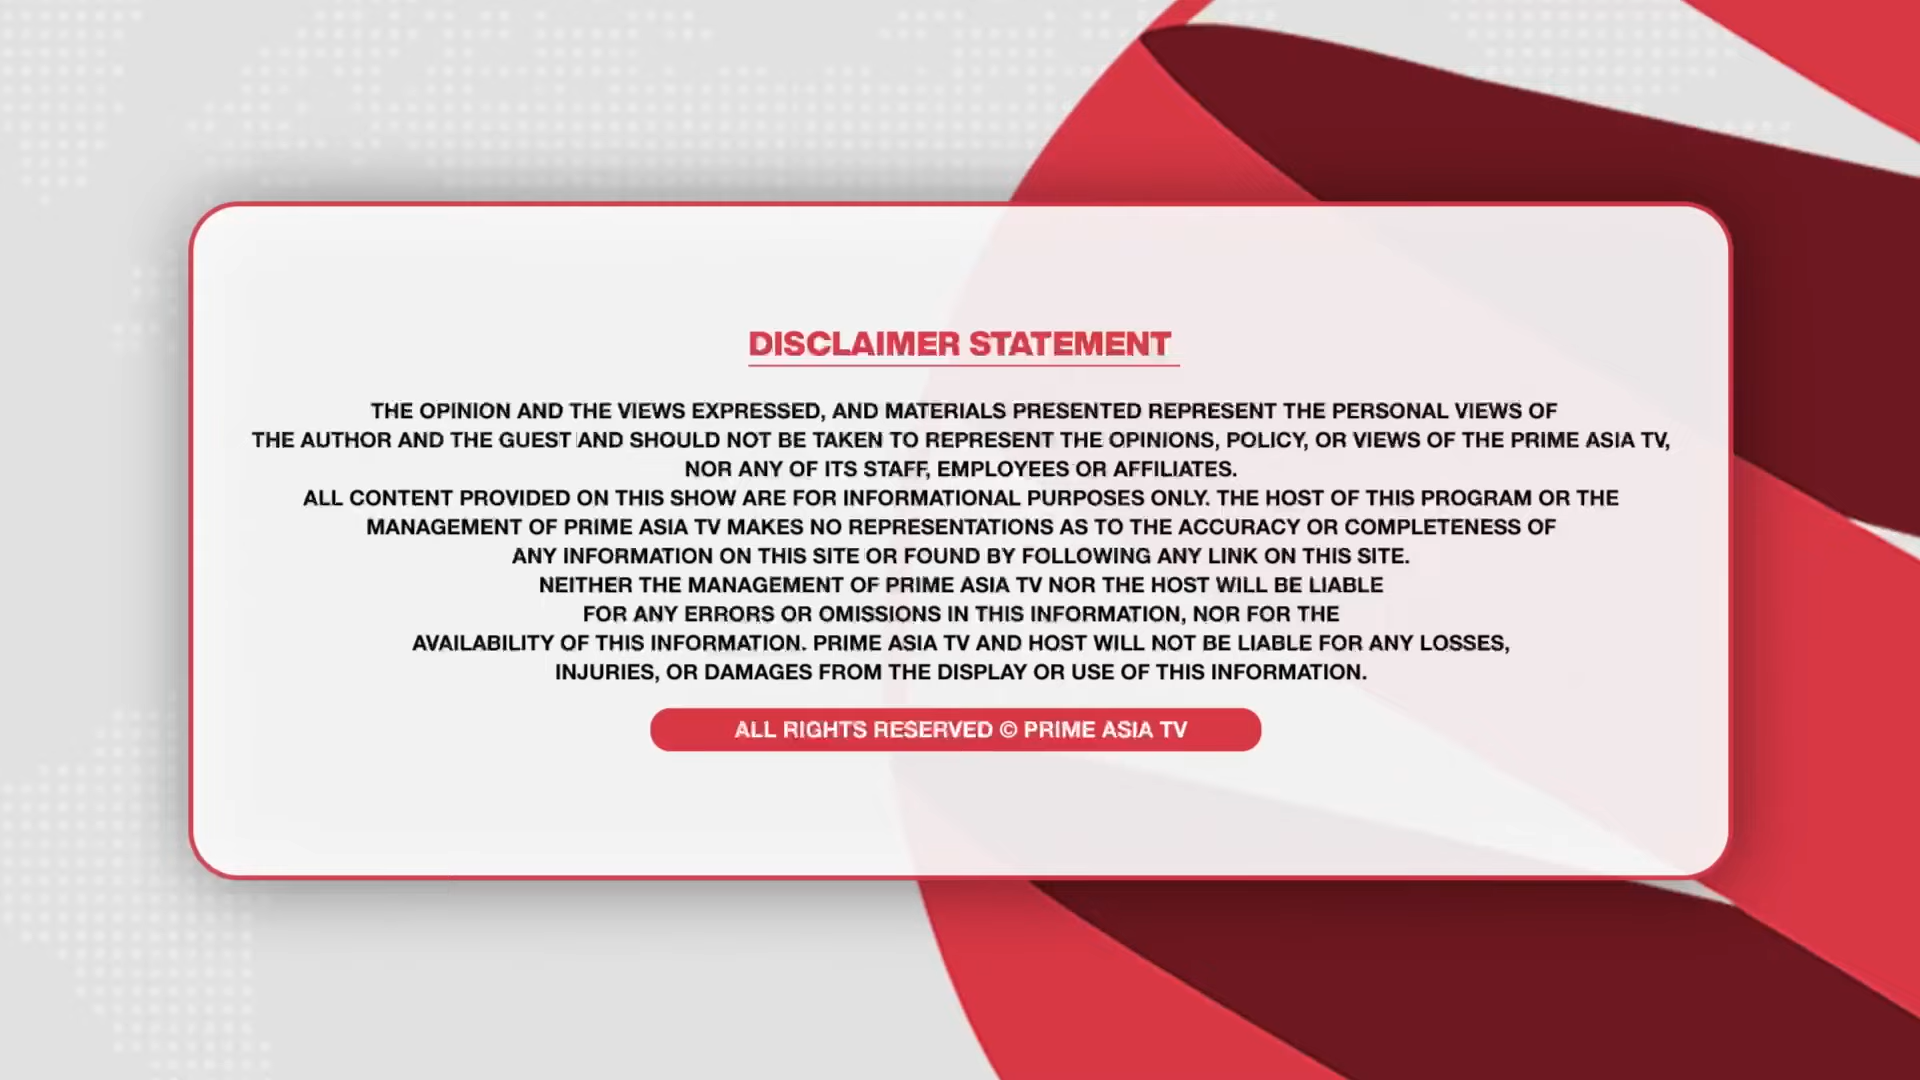 DISCLAIMER STATEMENT
THE OPINION AND THE VIEWS EXPRESSED, AND MATERIALS PRESENTED REPRESENT THE PERSONAL VIEWS OF
THE AUTHOR AND THE GUEST AND SHOULD NOT BE TAKEN TO REPRESENT THE OPINIONS, POLICY, OR VIEWS OF THE PRIME ASIA TV,
NOR ANY OF ITS STAFF, EMPLOYEES OR AFFILIATES.
ALL CONTENT PROVIDED ON THIS SHOW ARE FOR INFORMATIONAL PURPOSES ONLY. THE HOST OF THIS PROGRAM OR THE
MANAGEMENT OF PRIME ASIA TV MAKES NO REPRESENTATIONS AS TO THE ACCURACY OR COMPLETENESS OF
ANY INFORMATION ON THIS SITE OR FOUND BY FOLLOWING ANY LINK ON THIS SITE.
NEITHER THE MANAGEMENT OF PRIME ASIA TV NOR THE HOST WILL BE LIABLE
FOR ANY ERRORS OR OMISSIONS IN THIS INFORMATION, NOR FOR THE
AVAILABILITY OF THIS INFORMATION. PRIME ASIA TV AND HOST WILL NOT BE LIABLE FOR ANY LOSSES,
INJURIES, OR DAMAGES FROM THE DISPLAY OR USE OF THIS INFORMATION.
ALL RIGHTS RESERVED © PRIME ASIA TV